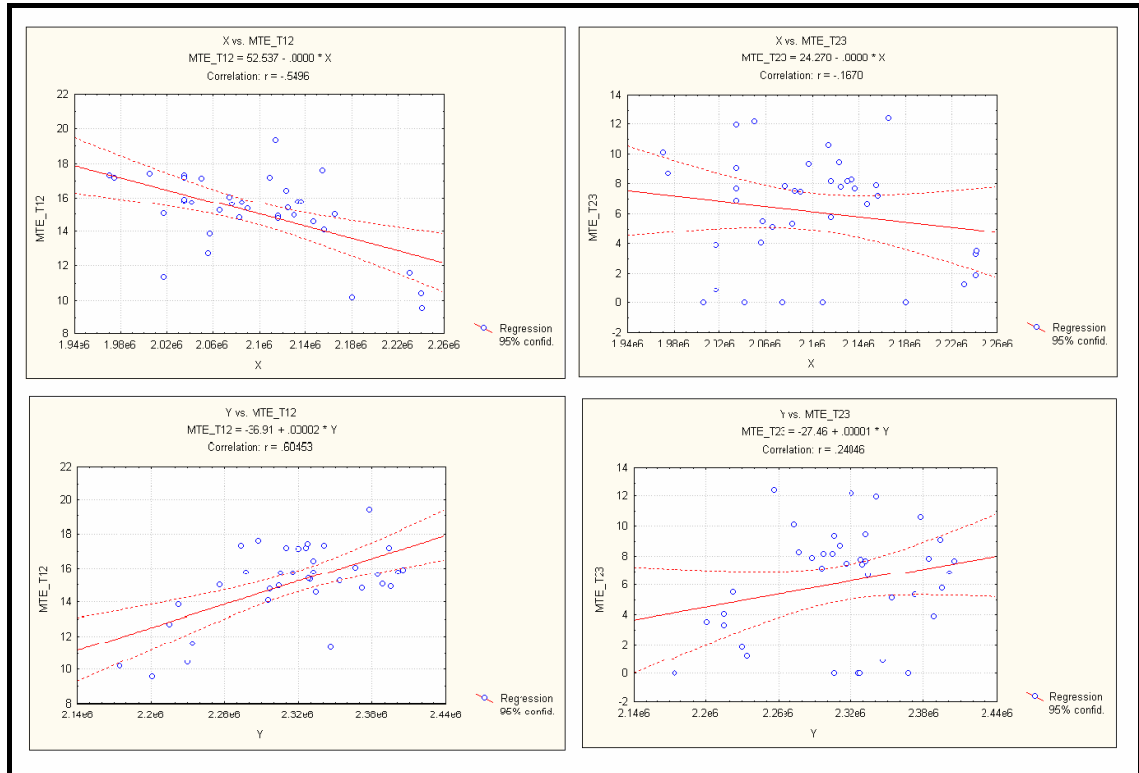 X vs. MTE_T12
MTE_T12 = 52.537 - .0000 * X
Correlation: r = -.5496
22
20
18
16
14
12
10
8
MTE_T12
1.94e6 1.98e6 2.02e6 2.06e6 2.1e6 2.14e6 2.18e6 2.22e6 2.26e6
X
Regression
95% confid.
X vs. MTE_T23
MTE_T23 = 24.270 - .0000 * X
Correlation: r = -.1670
14
12
10
8
6
4
2
0
-2
MTE_T23
1.94e6 1.98e6 2.02e6 2.06e6 2.1e6 2.14e6 2.18e6 2.22e6 2.26e6
X
Regression
95% confid.
Y vs. MTE_T12
MTE_T12 = -36.91 + .00002 * Y
Correlation: r = .60453
22
20
18
16
14
12
10
8
MTE_T12
2.14e6 2.2e6 2.26e6 2.32e6 2.38e6 2.44e6
Y
Regression
95% confid.
Y vs. MTE_T23
MTE_T23 = -27.46 + .00001 * Y
Correlation: r = .24046
14
12
10
8
6
4
2
0
-2
MTE_T23
2.14e6 2.2e6 2.26e6 2.32e6 2.38e6 2.44e6
Y
Regression
95% confid.